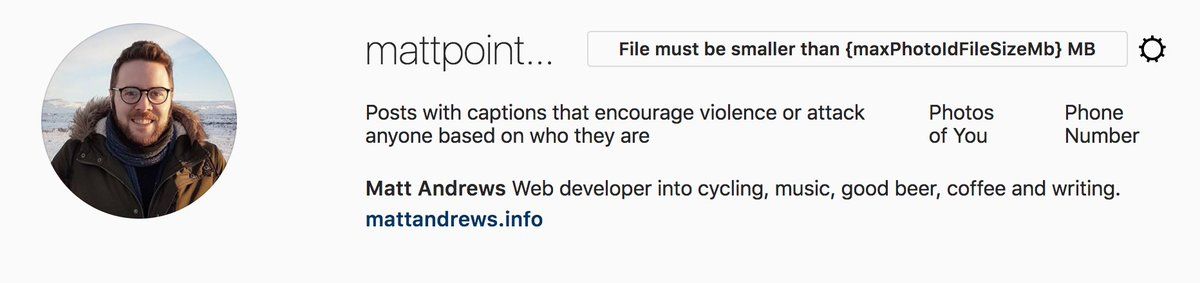 mattpoint...
File must be smaller than {maxPhotoIdFileSizeMb} MB
Posts with captions that encourage violence or attack
anyone based on who they are
Photos
of You
Phone
Number
Matt Andrews Web developer into cycling, music, good beer, coffee and writing.
mattandrews.info